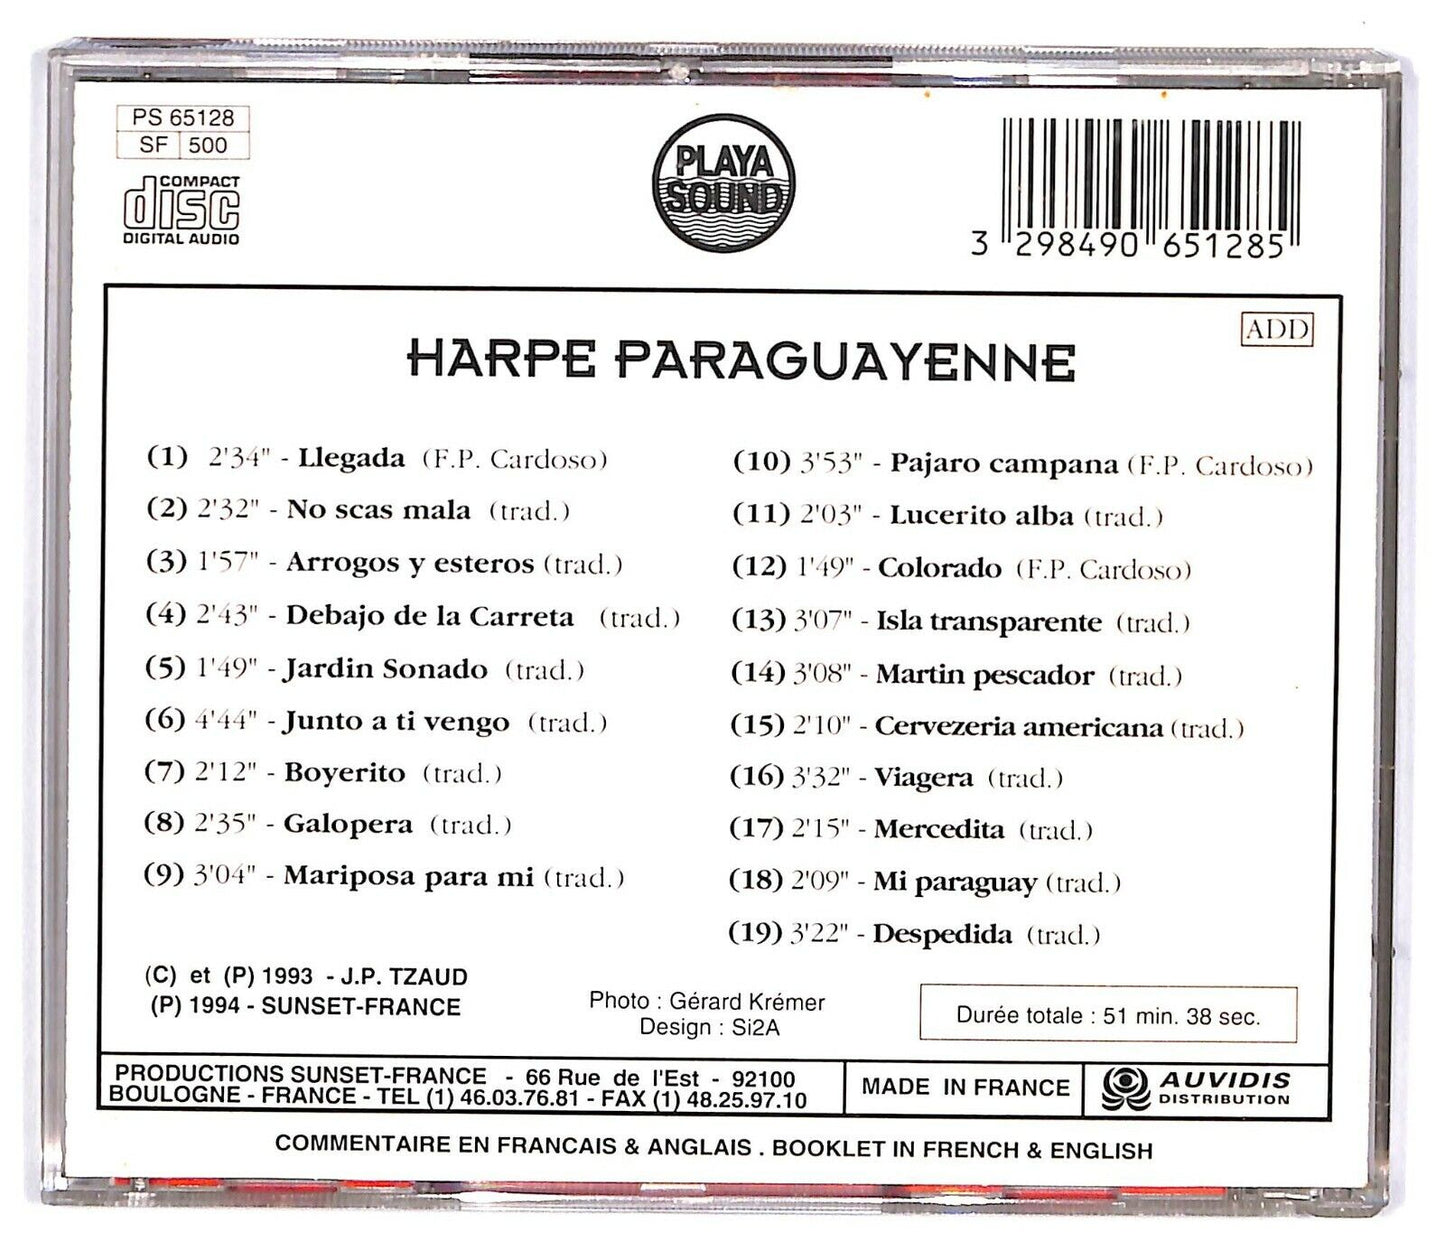 PS 65128
SF 500
COMPACT
disc
DIGITAL AUDIO
PLAYA
SOUND
3 298490 651285
ADD
HARPE PARAGUAYENNE
(1) 2'34" - Llegada (F.P. Cardoso)
(2) 2'32" - No scas mala (trad.)
(3) 1'57" - Arrogos y esteros (trad.)
(4) 2'43" - Debajo de la Carreta (trad.)
(5) 1'49" - Jardin Sonado (trad.)
(6) 4'44" - Junto a ti vengo (trad.)
(7) 2'12" - Boyerito (trad.)
(8) 2'35" - Galopera (trad.)
(9) 3'04" - Mariposa para mi (trad.)
(10) 3'53" - Pajaro campana (F.P. Cardoso)
(11) 2'03" - Lucerito alba (trad.)
(12) 1'49" - Colorado (F.P. Cardoso)
(13) 3'07" - Isla transparente (trad.)
(14) 3'08" - Martin pescador (trad.)
(15) 2'10" - Cervezeria americana (trad.)
(16) 3'32" - Viagera (trad.)
(17) 2'15" - Mercedita (trad.)
(18) 2'09" - Mi paraguay (trad.)
(19) 3'22" - Despedida (trad.)
(C) et (P) 1993 - J.P. TZAUD
(P) 1994 - SUNSET-FRANCE
Photo : Gérard Krémer
Design : Si2A
Durée totale : 51 min. 38 sec.
PRODUCTIONS SUNSET-FRANCE - 66 Rue de l'Est - 92100
BOULOGNE - FRANCE - TEL (1) 46.03.76.81 - FAX (1) 48.25.97.10
MADE IN FRANCE
AUVIDIS
DISTRIBUTION
COMMENTAIRE EN FRANCAIS & ANGLAIS . BOOKLET IN FRENCH & ENGLISH